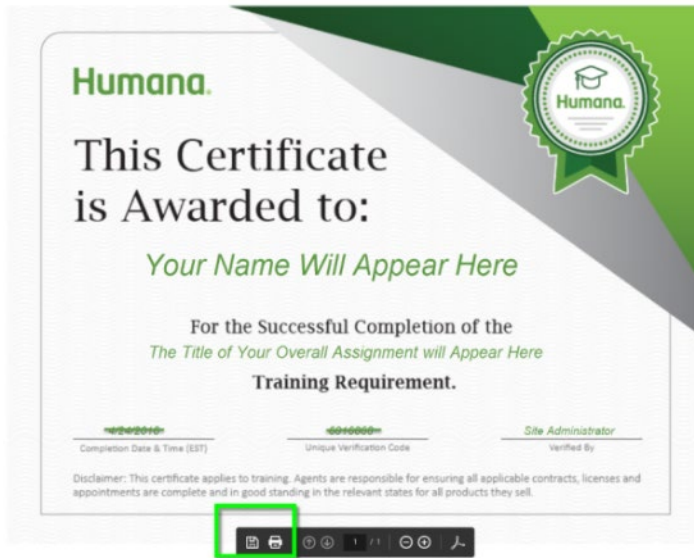 Humana.
Humana.
This Certificate
is Awarded to:
Your Name Will Appear Here
For the Successful Completion of the
The Title of Your Overall Assignment will Appear Here
Training Requirement.
Site Administrator
Completion Date & Time (EST)
Unique Verification Code
Verified By
Disclaimer: This certificate applies to training. Agents are responsible for ensuring all applicable contracts, licenses and
appointments are complete and in good standing in the relevant states for all products they sell.
1 / 1